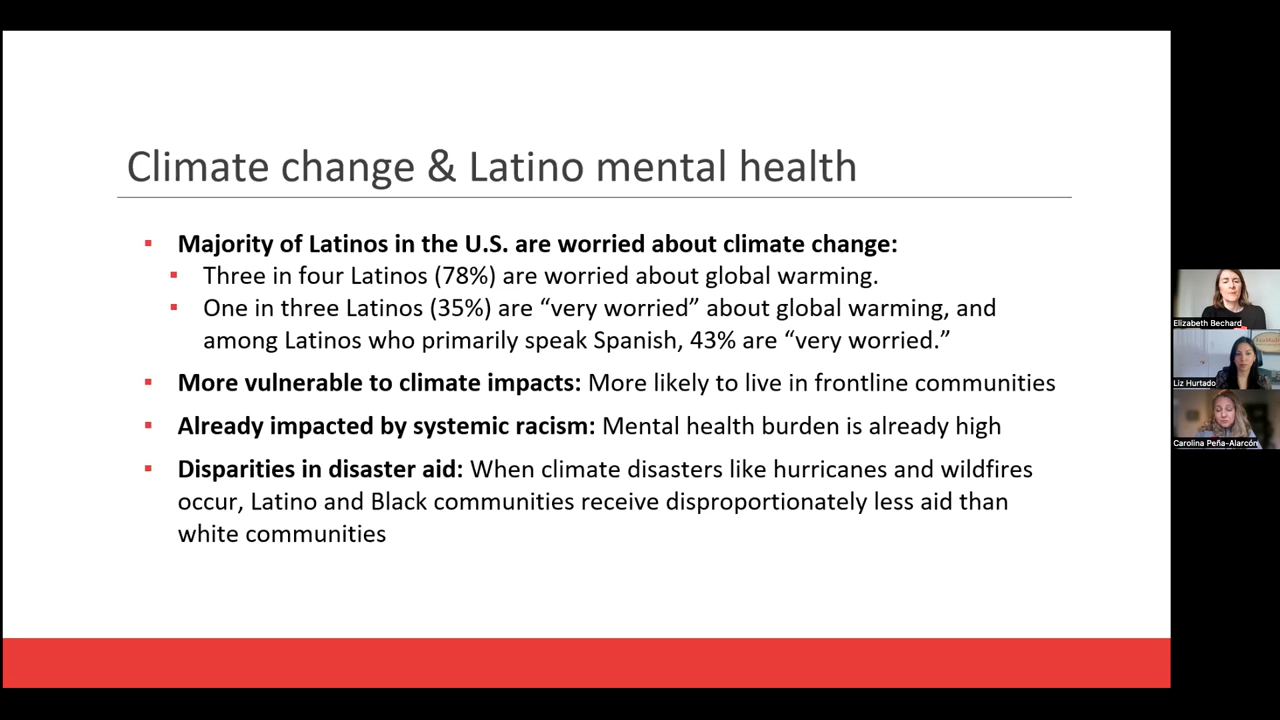 Climate change & Latino mental health
▪ Majority of Latinos in the U.S. are worried about climate change:
▪ Three in four Latinos (78%) are worried about global warming.
▪ One in three Latinos (35%) are “very worried” about global warming, and
among Latinos who primarily speak Spanish, 43% are “very worried.”
▪ More vulnerable to climate impacts: More likely to live in frontline communities
▪ Already impacted by systemic racism: Mental health burden is already high
▪ Disparities in disaster aid: When climate disasters like hurricanes and wildfires
occur, Latino and Black communities receive disproportionately less aid than
white communities
Elizabeth Bechard
Liz Hurtado
Carolina Peña-Alarcón